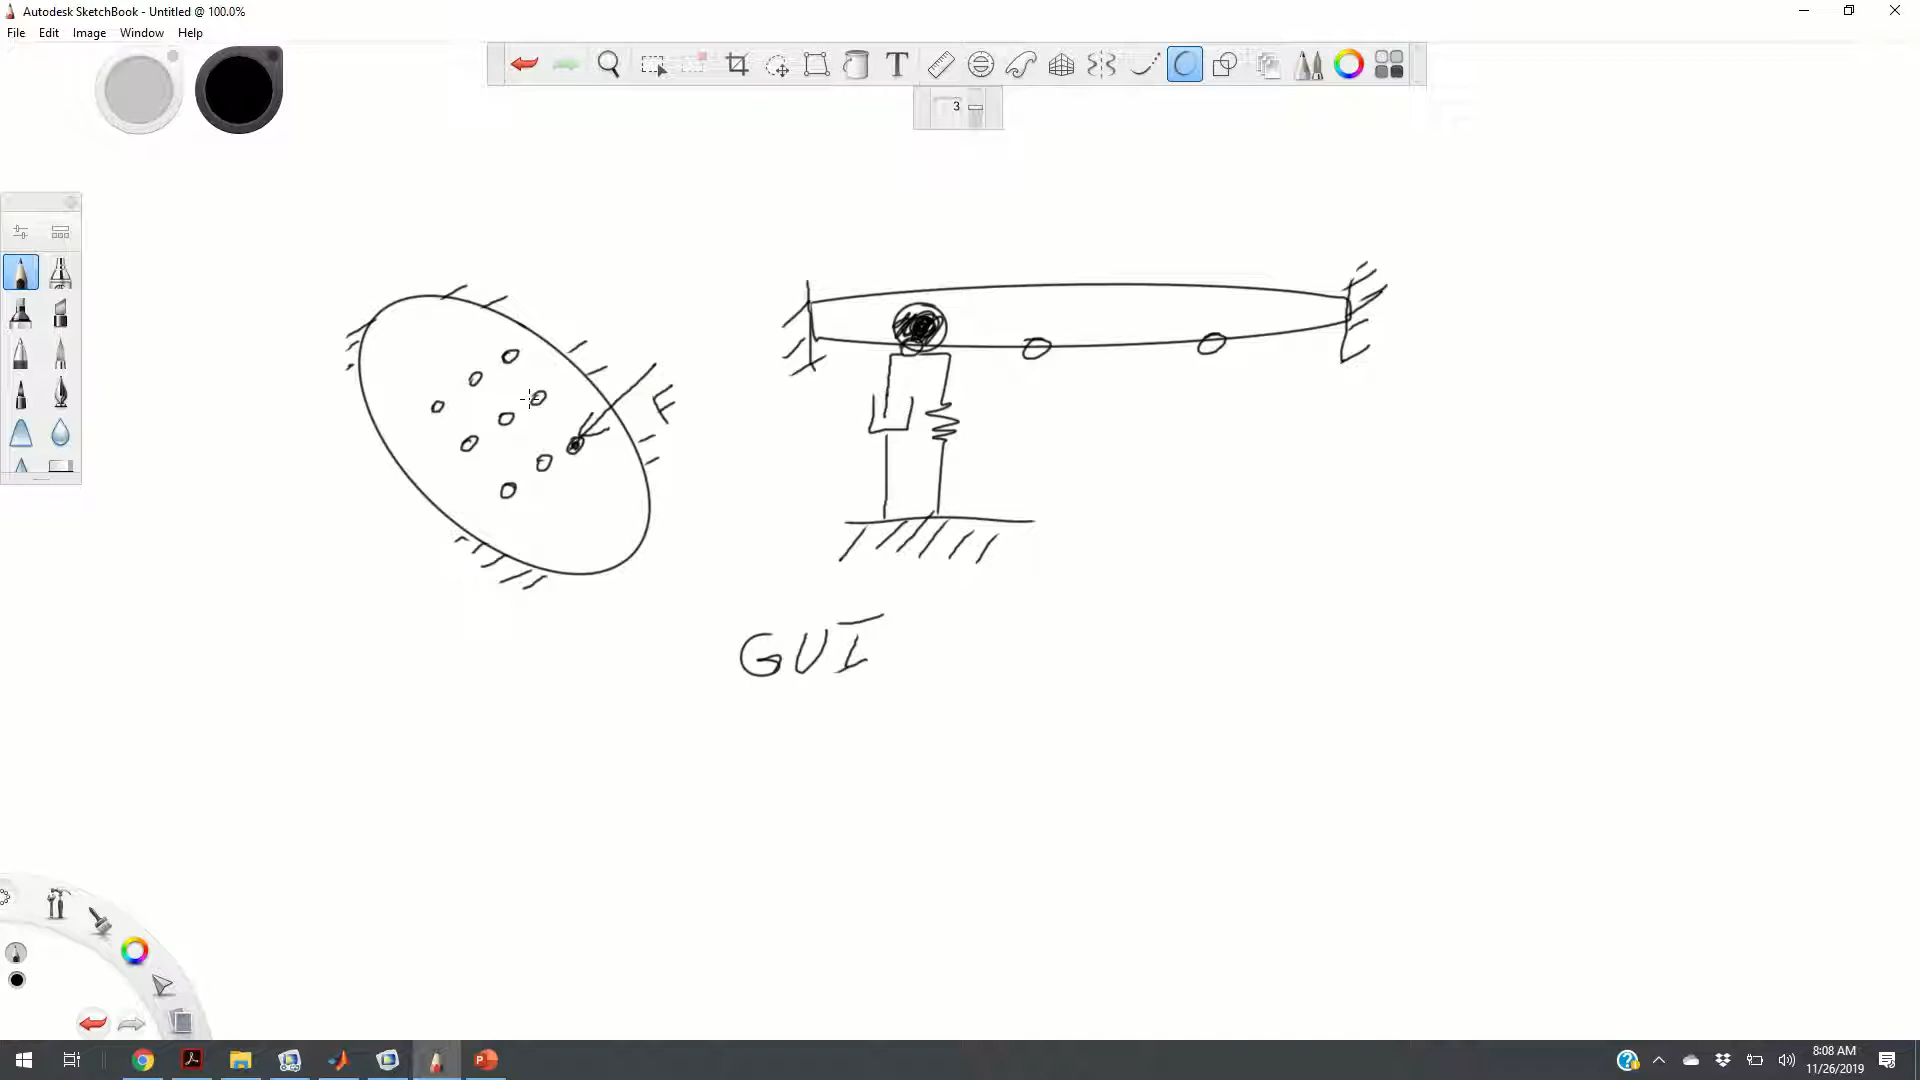 Autodesk SketchBook - Untitled @ 100.0%
File Edit Image Window Help
T
3
F
GUI
8:08 AM
11/26/2019